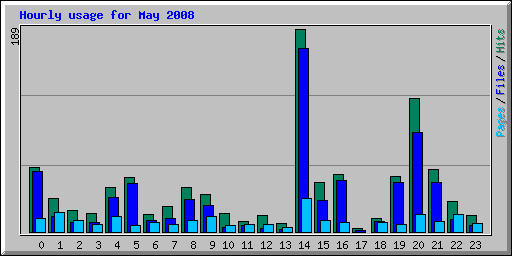 Hourly usage for May 2008
189
Pages / Files / Hits
0 1 2 3 4 5 6 7 8 9 10 11 12 13 14 15 16 17 18 19 20 21 22 23